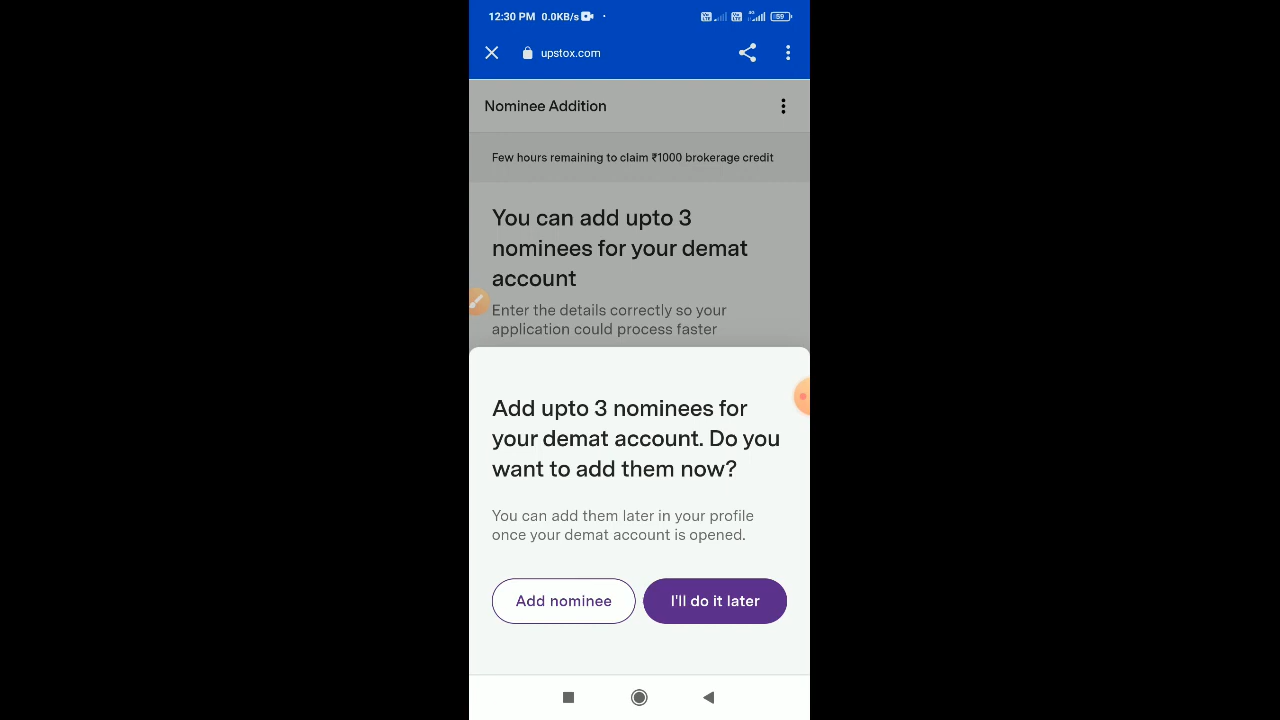 12:30 PM 0.0KB/s 59
upstox.com
Nominee Addition
Few hours remaining to claim ₹1000 brokerage credit
You can add upto 3
nominees for your demat
account
Enter the details correctly so your
application could process faster
Add upto 3 nominees for
your demat account. Do you
want to add them now?
You can add them later in your profile
once your demat account is opened.
Add nominee I'll do it later